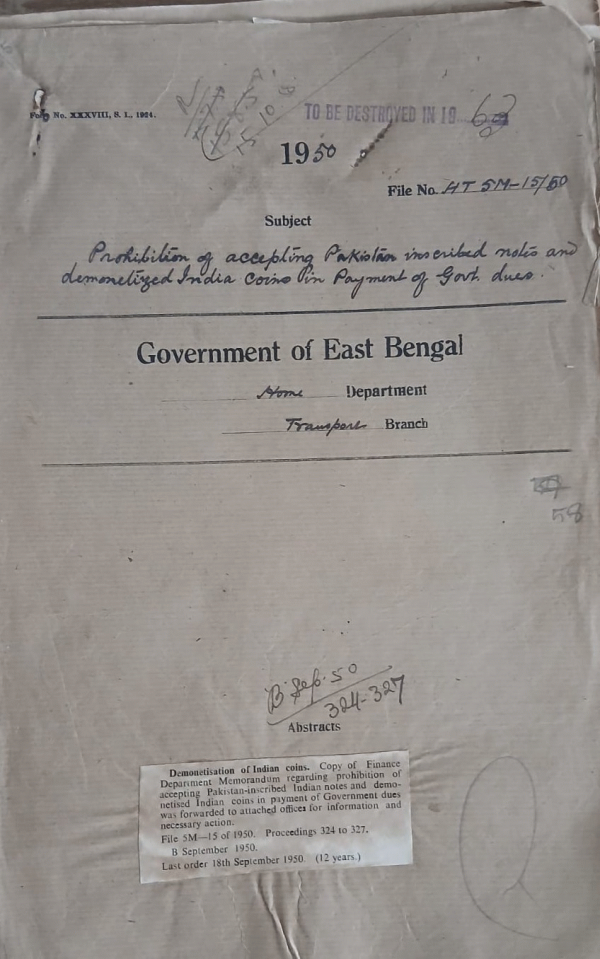 Form No. XXXVIII, S. I., 1924.
TO BE DESTROYED IN 19 63
15-10
1950
File No. HT 5M-15/50
Subject
Prohibition of accepting Pakistan inscribed notes and
demonetized India Coins in Payment of Govt. dues.
Government of East Bengal
Home Department
Transport Branch
58
B Sep. 50
324-327
Abstracts
Demonetisation of Indian coins. Copy of Finance
Department Memorandum regarding prohibition of
accepting Pakistan-inscribed Indian notes and demo-
netised Indian coins in payment of Government dues
was forwarded to attached offices for information and
necessary action.
File 5M—15 of 1950. Proceedings 324 to 327.
B September 1950.
Last order 18th September 1950. (12 years.)